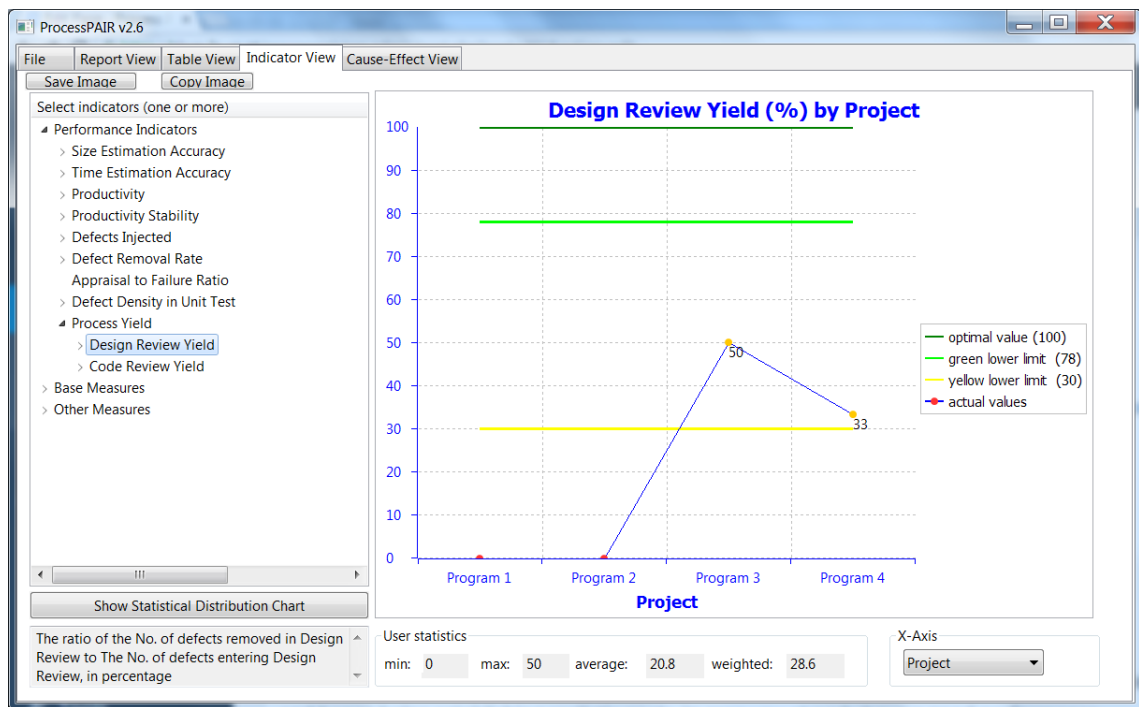 ProcessPAIR v2.6
File Report View Table View Indicator View Cause-Effect View
Save Image Copy Image
Select indicators (one or more)
Performance Indicators
Size Estimation Accuracy
Time Estimation Accuracy
Productivity
Productivity Stability
Defects Injected
Defect Removal Rate
Appraisal to Failure Ratio
Defect Density in Unit Test
Process Yield
Design Review Yield
Code Review Yield
Base Measures
Other Measures
Show Statistical Distribution Chart
The ratio of the No. of defects removed in Design
Review to The No. of defects entering Design
Review, in percentage
Design Review Yield (%) by Project
100
90
80
70
60
50
40
30
20
10
0
50
33
Program 1 Program 2 Program 3 Program 4
Project
optimal value (100)
green lower limit (78)
yellow lower limit (30)
actual values
User statistics
min: 0 max: 50 average: 20.8 weighted: 28.6
X-Axis
Project